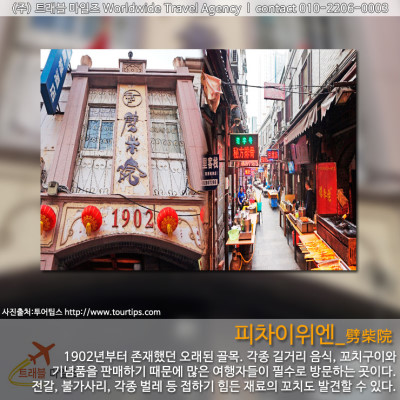 (주) 트래블 마일즈 Worldwide Travel Agency | contact 010-2206-0003
劈柴院
1902
사진출처:투어팁스 http://www.tourtips.com
피차이위엔_劈柴院
1902년부터 존재했던 오래된 골목. 각종 길거리 음식, 꼬치구이와
기념품을 판매하기 때문에 많은 여행자들이 필수로 방문하는 곳이다.
전갈, 불가사리, 각종 벌레 등 접하기 힘든 재료의 꼬치도 발견할 수 있다.
트래블